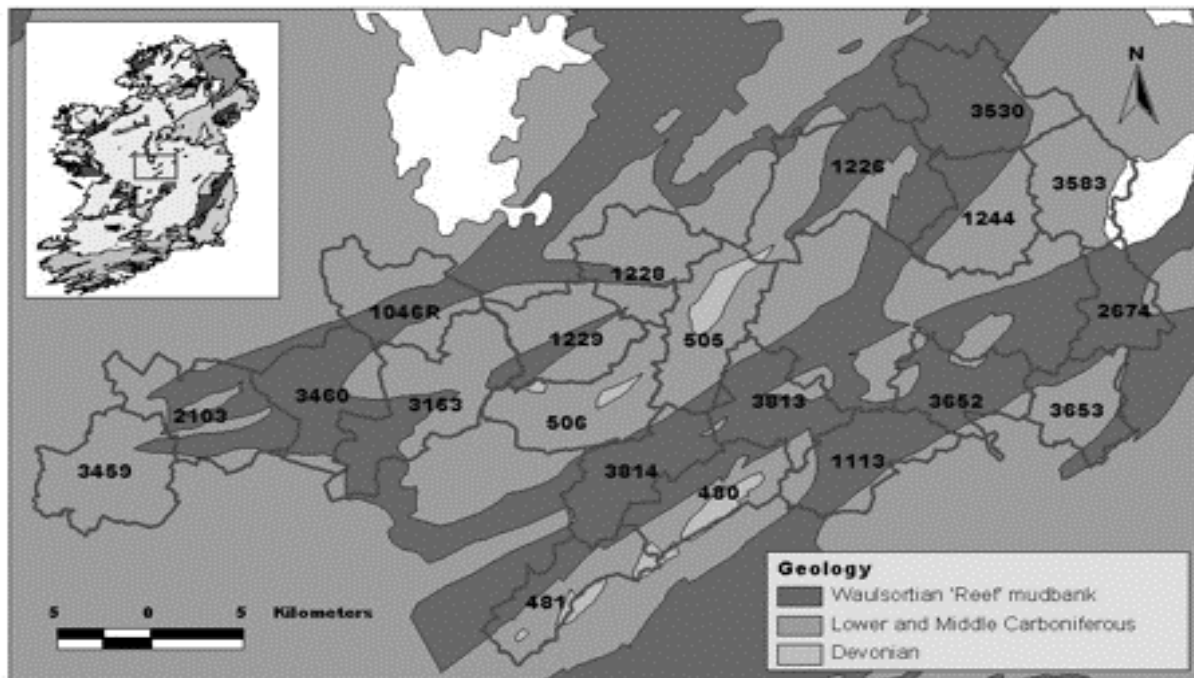 N
3530
1226
3583
1244
1228
1046R
2674
1229
505
3460
3163
3813
3652
2103
506
3653
3459
3814
1113
480
481
5 0 5 Kilometers
Geology
Waulsortian 'Reef' mudbank
Lower and Middle Carboniferous
Devonian